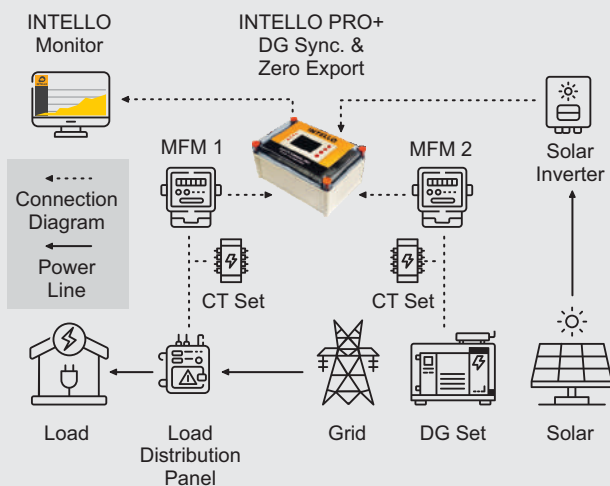 INTELLO
Monitor
INTELLO PRO+
DG Sync. &
Zero Export
INTELLO
MFM 1
MFM 2
Solar
Inverter
Connection
Diagram
Power
Line
CT Set
CT Set
Load
Load
Distribution
Panel
Grid
DG Set
Solar